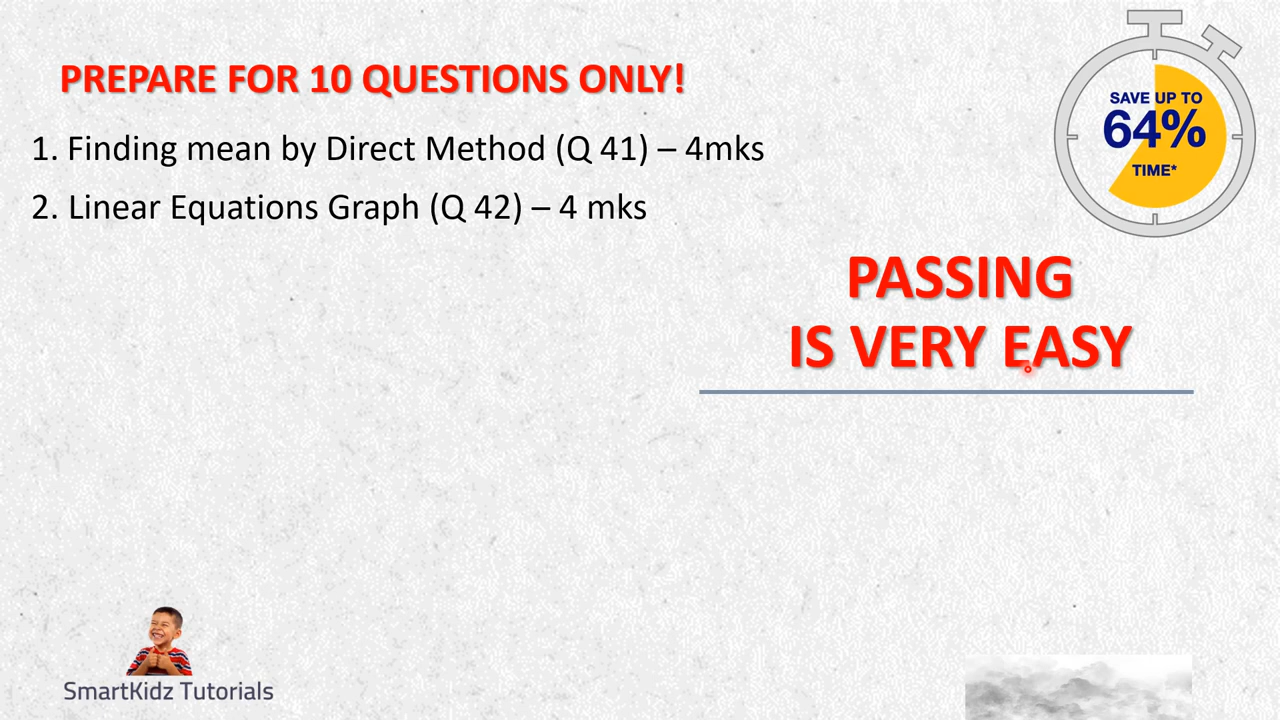 PREPARE FOR 10 QUESTIONS ONLY!
1. Finding mean by Direct Method (Q 41) – 4mks
2. Linear Equations Graph (Q 42) – 4 mks
SAVE UP TO
64%
TIME*
PASSING
IS VERY EASY
SmartKidz Tutorials